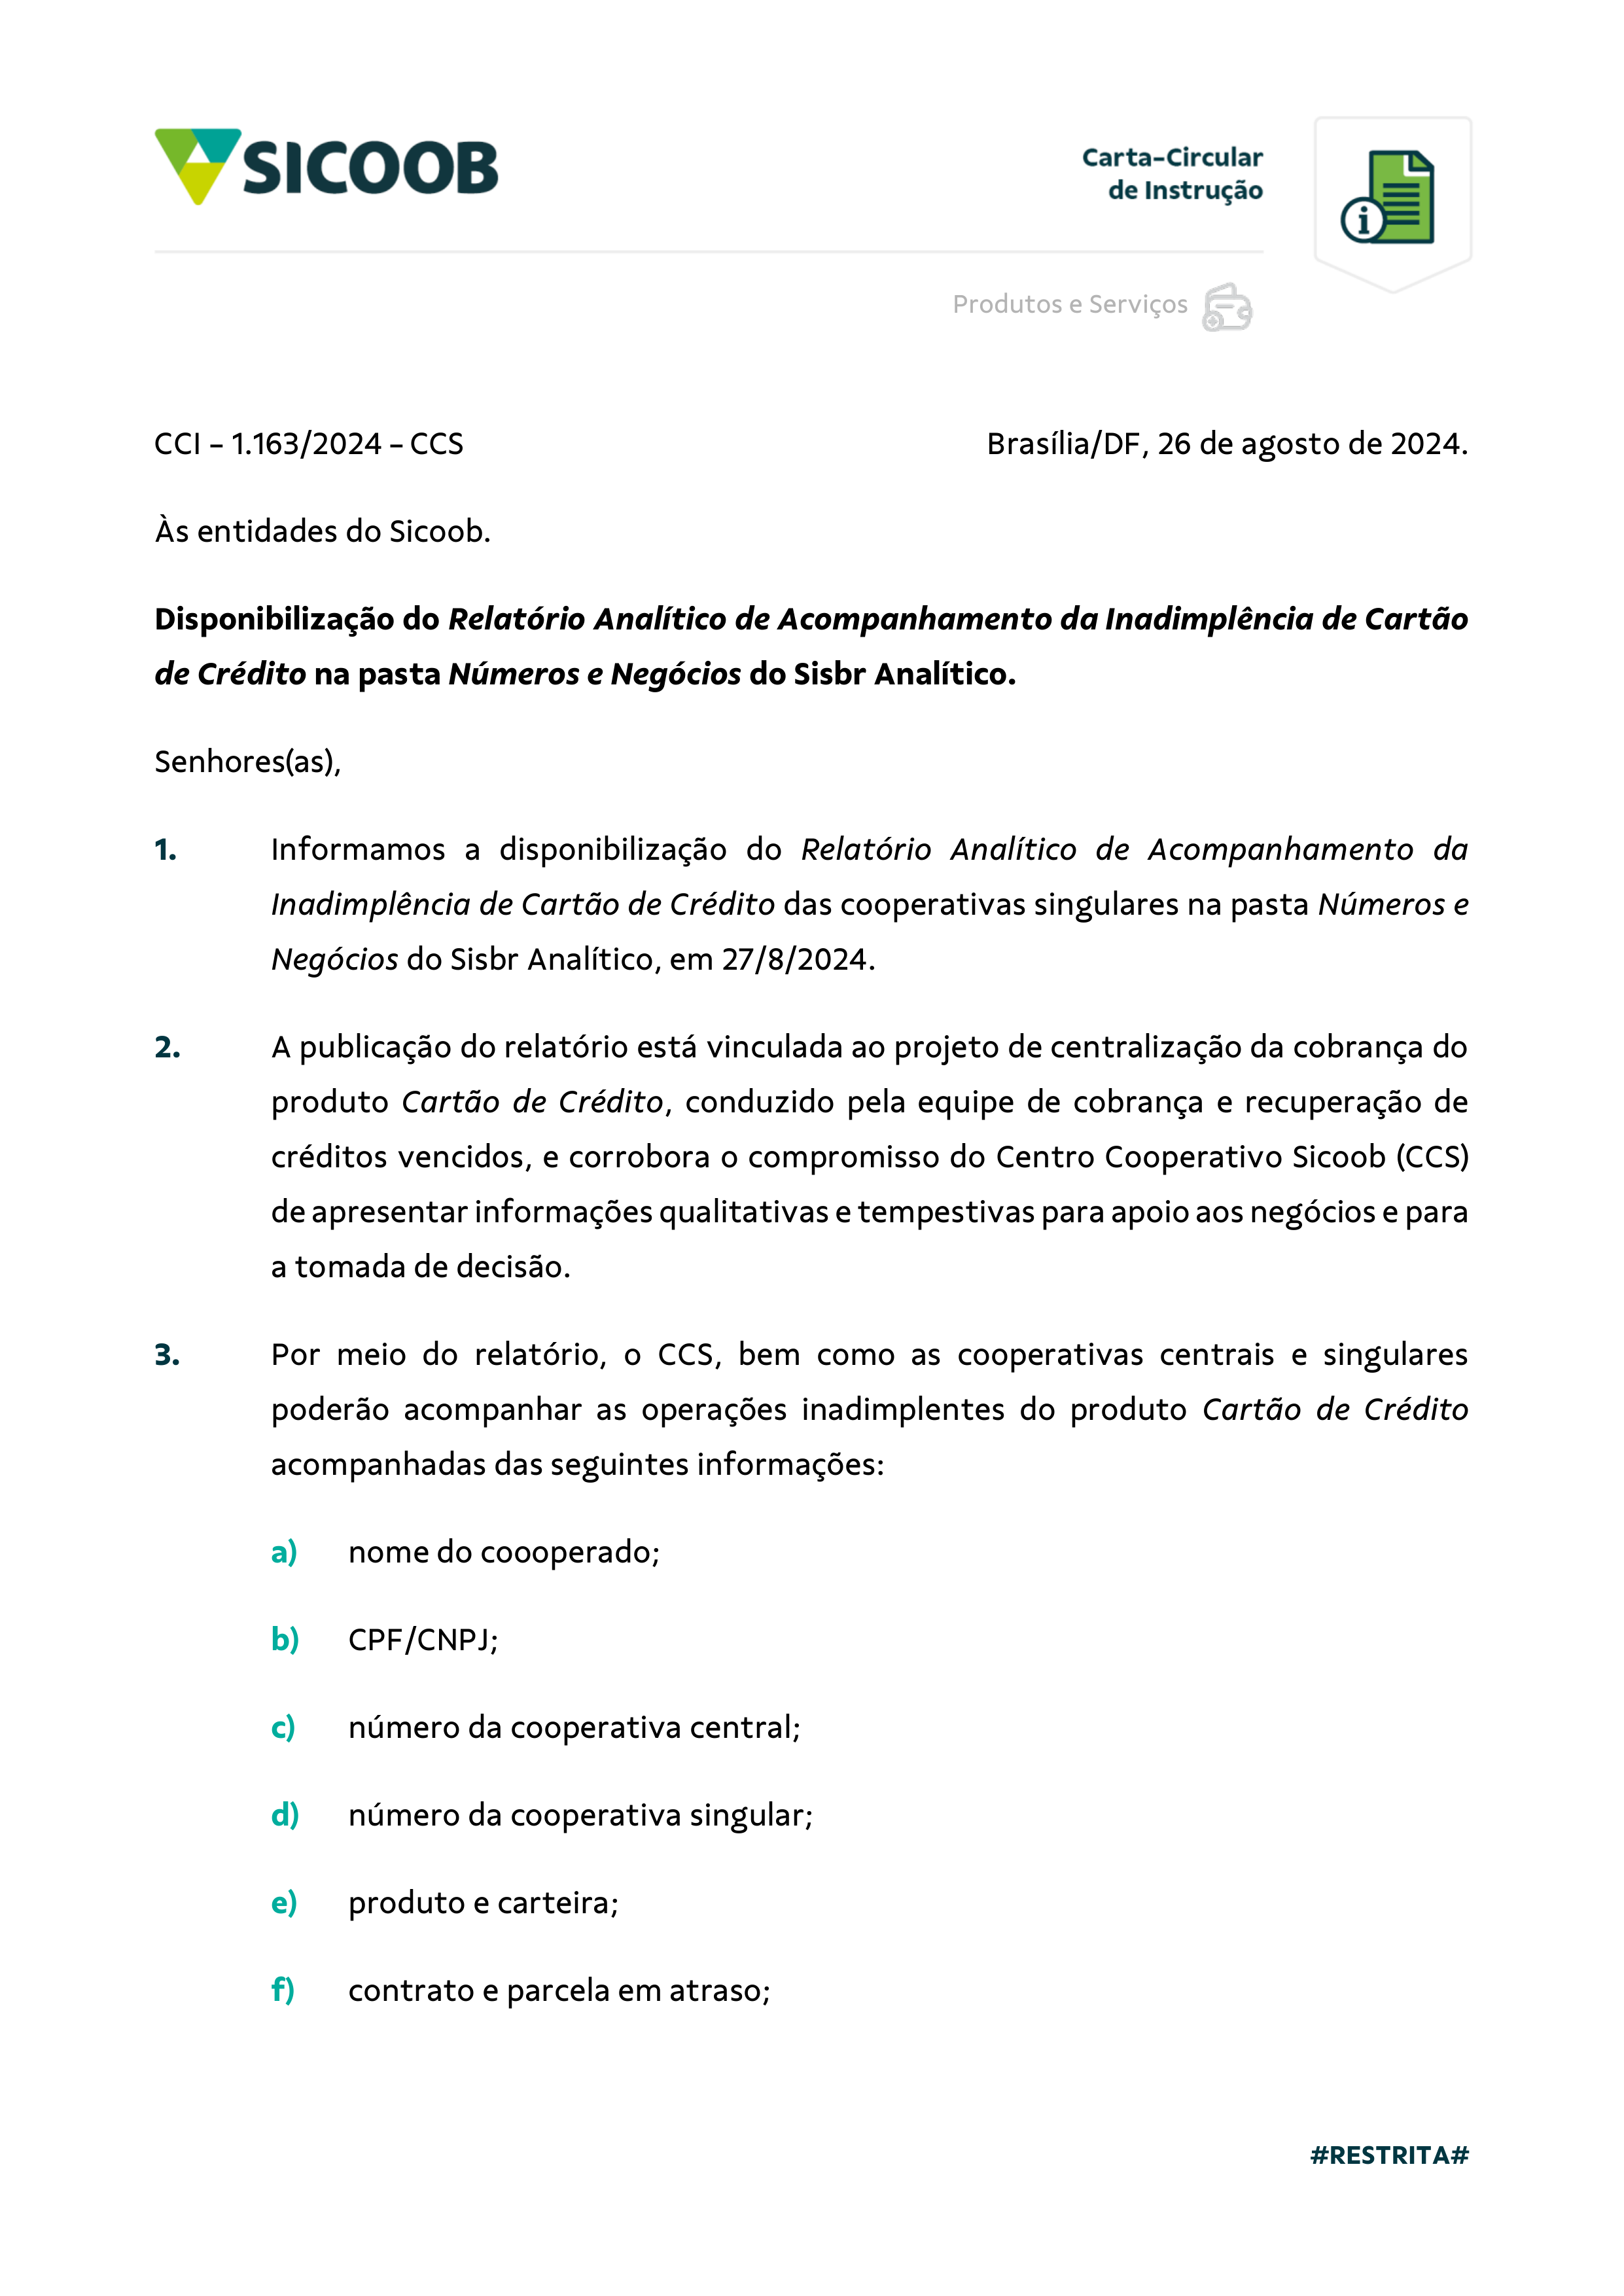 SICOOB
Carta-Circular
de Instrução
Produtos e Serviços
CCI – 1.163/2024 – CCS
Brasília/DF, 26 de agosto de 2024.
Às entidades do Sicoob.
Disponibilização do Relatório Analítico de Acompanhamento da Inadimplência de Cartão
de Crédito na pasta Números e Negócios do Sisbr Analítico.
Senhores(as),
1. Informamos a disponibilização do Relatório Analítico de Acompanhamento da
Inadimplência de Cartão de Crédito das cooperativas singulares na pasta Números e
Negócios do Sisbr Analítico, em 27/8/2024.
2. A publicação do relatório está vinculada ao projeto de centralização da cobrança do
produto Cartão de Crédito, conduzido pela equipe de cobrança e recuperação de
créditos vencidos, e corrobora o compromisso do Centro Cooperativo Sicoob (CCS)
de apresentar informações qualitativas e tempestivas para apoio aos negócios e para
a tomada de decisão.
3. Por meio do relatório, o CCS, bem como as cooperativas centrais e singulares
poderão acompanhar as operações inadimplentes do produto Cartão de Crédito
acompanhadas das seguintes informações:
a) nome do coooperado;
b) CPF/CNPJ;
c) número da cooperativa central;
d) número da cooperativa singular;
e) produto e carteira;
f) contrato e parcela em atraso;
#RESTRITA#